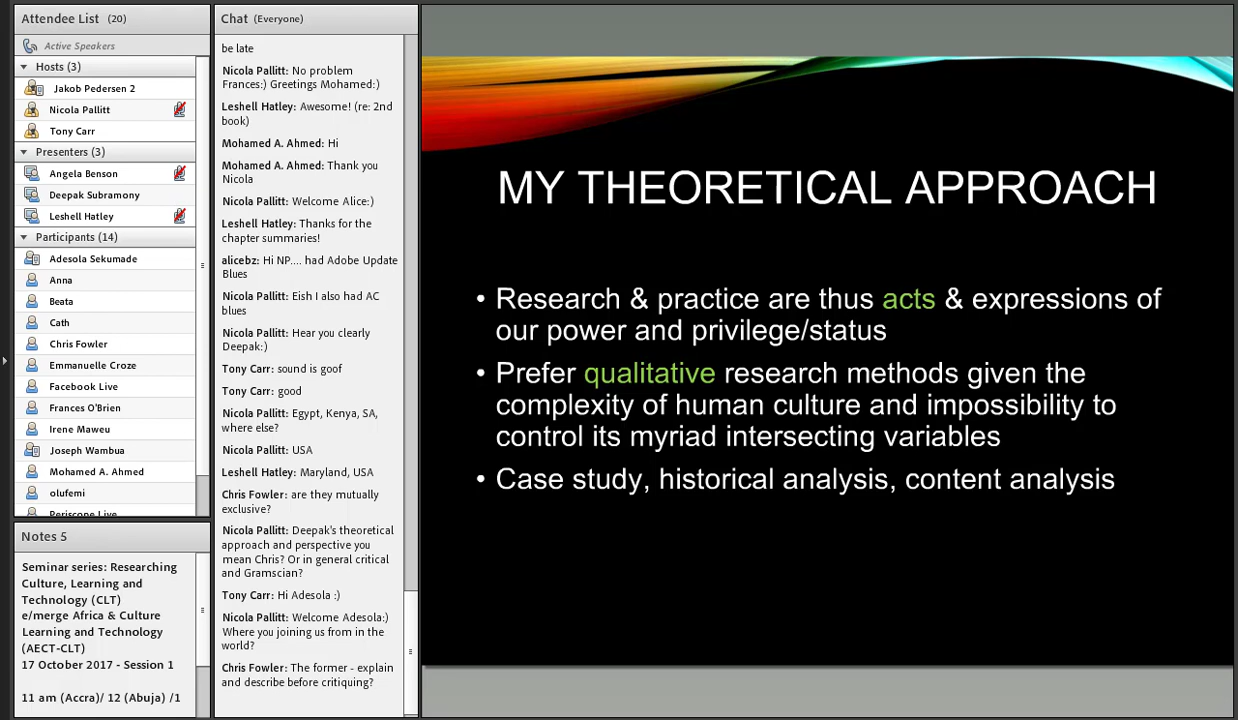 Attendee List (20)
Active Speakers
Hosts (3)
Jakob Pedersen 2
Nicola Pallitt
Tony Carr
Presenters (3)
Angela Benson
Deepak Subramony
Leshell Hatley
Participants (14)
Adesola Sekumade
Anna
Beata
Cath
Chris Fowler
Emmanuelle Croze
Facebook Live
Frances O'Brien
Irene Maweu
Joseph Wambua
Mohamed A. Ahmed
olufemi
Periscope Live
Notes 5
Seminar series: Researching
Culture, Learning and
Technology (CLT)
e/merge Africa & Culture
Learning and Technology
(AECT-CLT)
17 October 2017 - Session 1
11 am (Accra)/ 12 (Abuja) /1
Chat (Everyone)
be late
Nicola Pallitt: No problem
Frances:) Greetings Mohamed:)
Leshell Hatley: Awesome! (re: 2nd
book)
Mohamed A. Ahmed: Hi
Mohamed A. Ahmed: Thank you
Nicola
Nicola Pallitt: Welcome Alice:)
Leshell Hatley: Thanks for the
chapter summaries!
alicebz: Hi NP.... had Adobe Update
Blues
Nicola Pallitt: Eish I also had AC
blues
Nicola Pallitt: Hear you clearly
Deepak:)
Tony Carr: sound is goof
Tony Carr: good
Nicola Pallitt: Egypt, Kenya, SA,
where else?
Nicola Pallitt: USA
Leshell Hatley: Maryland, USA
Chris Fowler: are they mutually
exclusive?
Nicola Pallitt: Deepak's theoretical
approach and perspective you
mean Chris? Or in general critical
and Gramscian?
Tony Carr: Hi Adesola :)
Nicola Pallitt: Welcome Adesola:)
Where you joining us from in the
world?
Chris Fowler: The former - explain
and describe before critiquing?
MY THEORETICAL APPROACH
• Research & practice are thus acts & expressions of
our power and privilege/status
• Prefer qualitative research methods given the
complexity of human culture and impossibility to
control its myriad intersecting variables
• Case study, historical analysis, content analysis